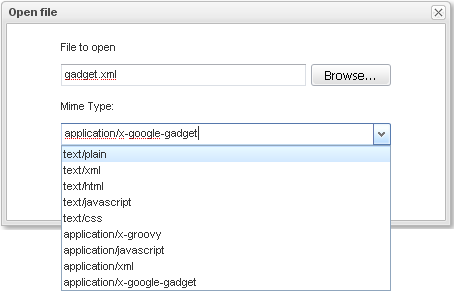 Open file
File to open
gadget.xml
Browse...
Mime Type:
application/x-google-gadget
text/plain
text/xml
text/html
text/javascript
text/css
application/x-groovy
application/javascript
application/xml
application/x-google-gadget